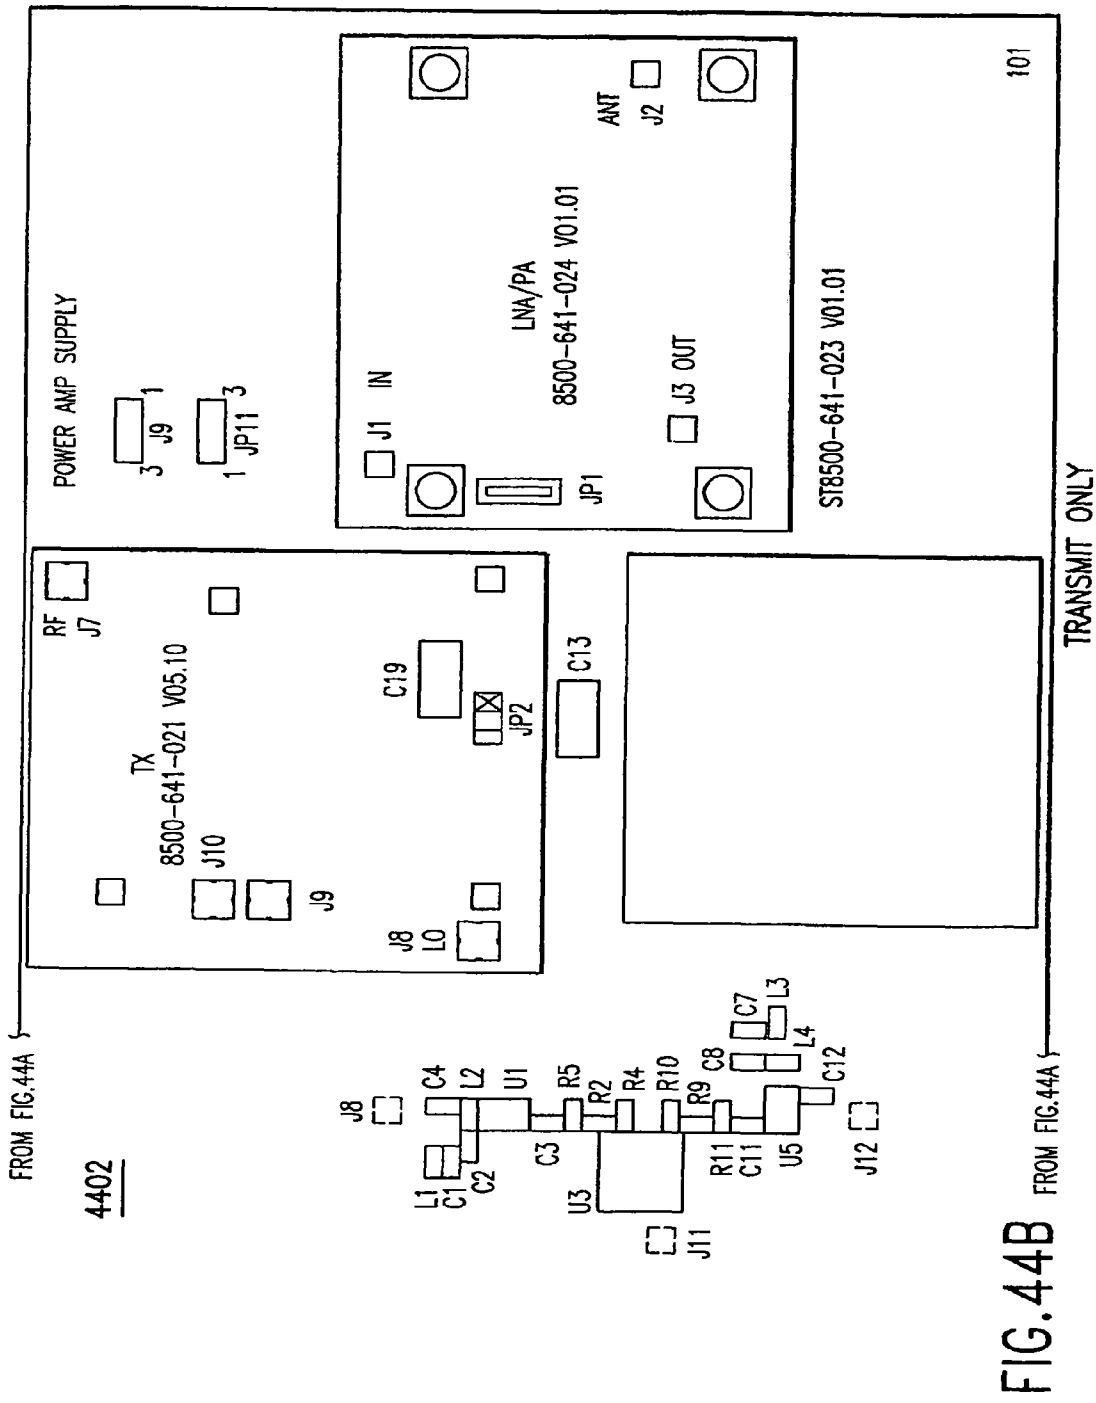 FROM FIG.44A
4402
L1
C1
C2
C4
L2
U1
J8
C3
R5
R2
R4
R10
R9
U3
J11
R11
C11
U5
J12
C8
C7
L3
L4
C12
TX
8500-641-021 V05.10
RF
J7
J10
J9
J8
LO
C19
JP2
C13
POWER AMP SUPPLY
3 1
J9
1 3
JP11
J1 IN
JP1
LNA/PA
8500-641-024 V01.01
J3 OUT
ANT
J2
ST8500-641-023 V01.01
101
FROM FIG.44A
TRANSMIT ONLY
FIG.44B